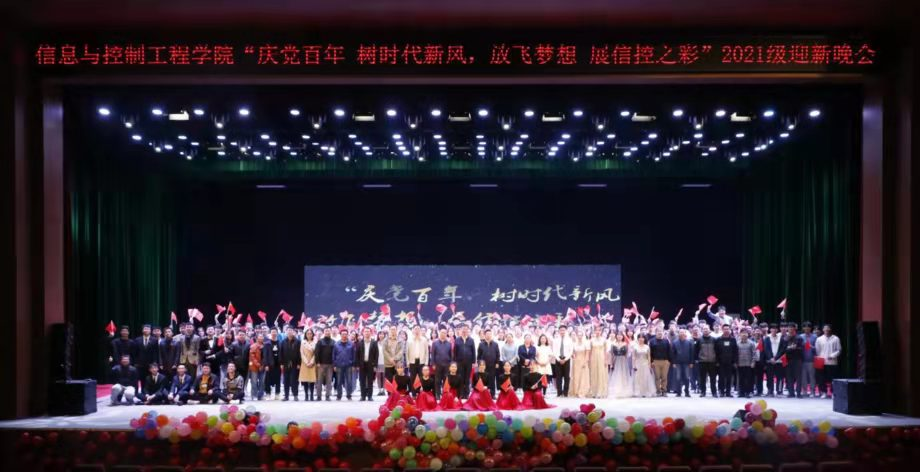 信息与控制工程学院“庆党百年 树时代新风，放飞梦想 展信控之彩”2021级迎新晚会
“庆党百年 树时代新风